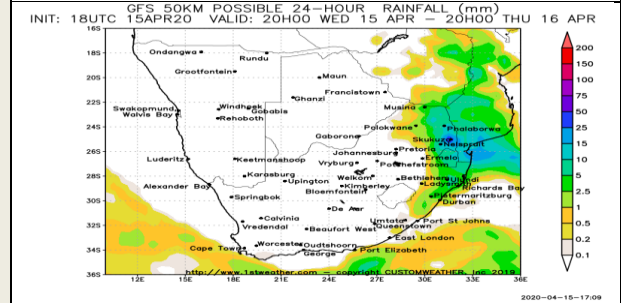 GFS 50KM POSSIBLE 24-HOUR RAINFALL (mm)
INIT: 18UTC 15APR20 VALID: 20H00 WED 15 APR - 20H00 THU 16 APR
16S
18S
20S
22S
24S
26S
28S
30S
32S
34S
36S
Ondangwa
Rundu
Grootfontein
Maun
Francistown
Ghanzi
Musina
Swakopmund
Windhoek
Gobabis
Walvis Bay
Rehoboth
Polokwane
Phalaborwa
Gaborone
Skukuza
Nelspruit
Johannesburg
Pretoria
Luderitz
Keetmanshoop
Vryburg
Potchefstroom
Ermelo
Karasburg
Upington
Welkom
Bethlehem
Ulundi
Alexander Bay
Kimberley
Ladysmith
Richards Bay
Springbok
Bloemfontein
Pietermaritzburg
De Aar
Durban
Calvinia
Umtata
Port St Johns
Vredendal
Beaufort West
Queenstown
East London
Cape Town
Worcester
Oudtshoorn
George
Port Elizabeth
http://www.1stweather.com - copyright CUSTOMWEATHER, Inc 2019
12E 15E 18E 21E 24E 27E 30E 33E 36E
200
150
100
75
50
25
15
10
5
2.5
1
0.5
0.2
0.1
2020-04-15-17:09